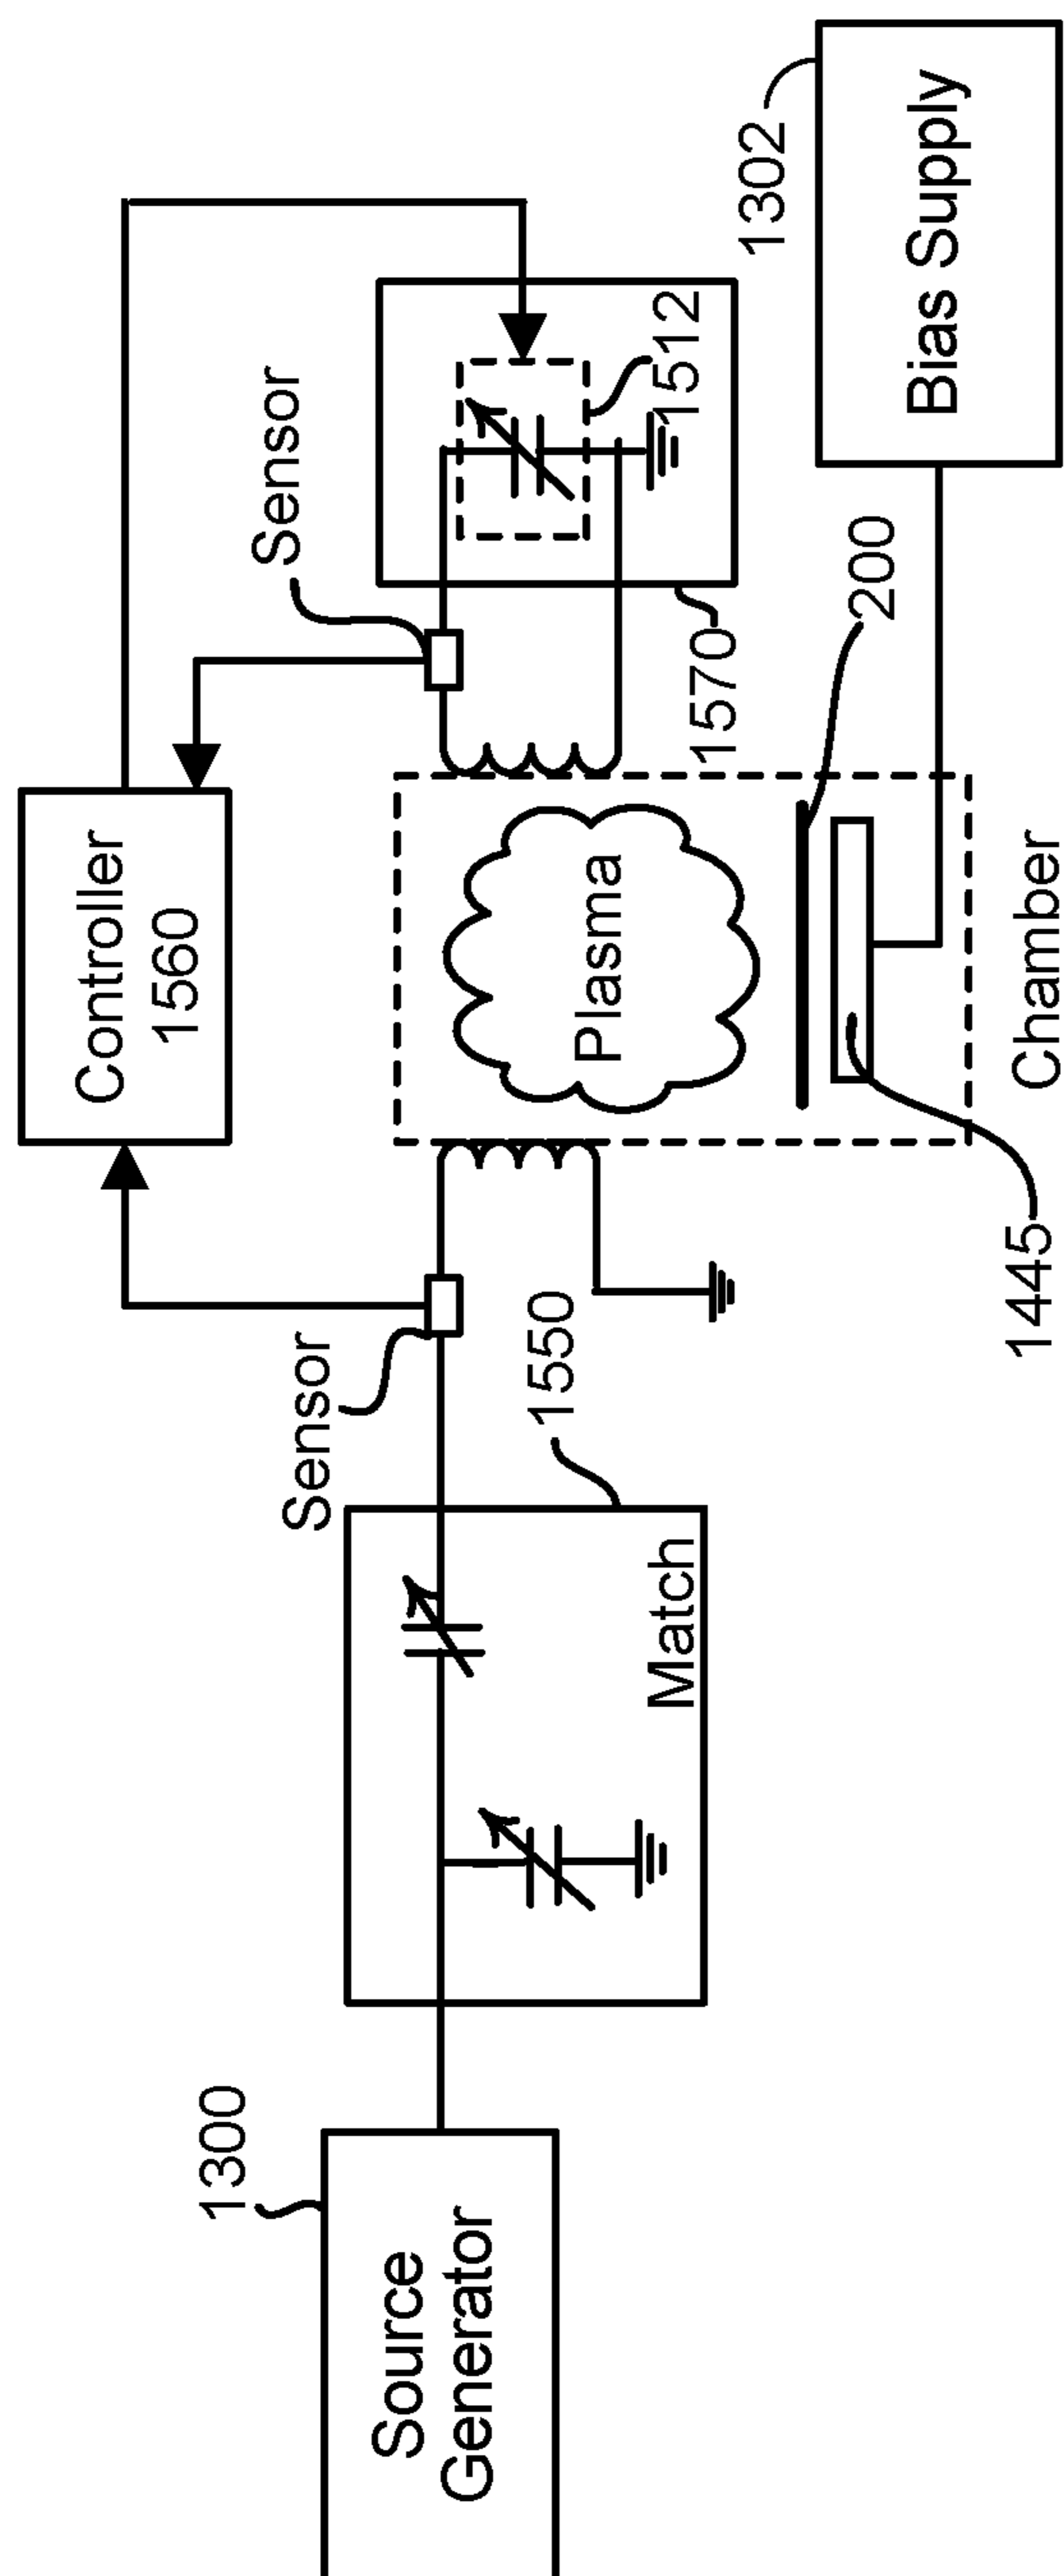 Source
Generator
1300
Match
1550
Sensor
Controller
1560
Sensor
Plasma
Chamber
1445
200
1570
1512
1302
Bias Supply